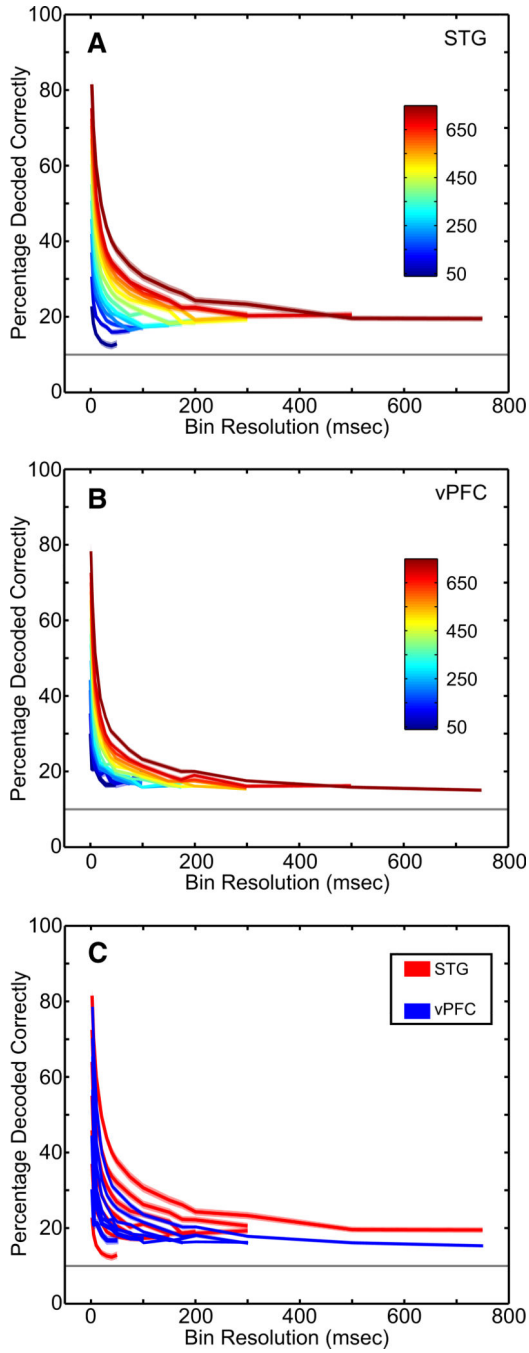 A
STG
100
80
60
40
20
0
650
450
250
50
Percentage Decded Correctly
0 200 400 600 800
Bin Resolution (msec)
B
vPFC
100
80
60
40
20
0
650
450
250
50
Percentage Decoded Correctly
0 200 400 600 800
Bin Resolution (msec)
C
STG
vPFC
100
80
60
40
20
0
Percentage Decoded Correctly
0 200 400 600 800
Bin Resolution (msec)